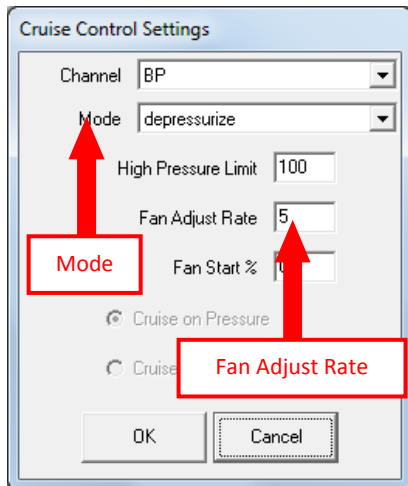 Cruise Control Settings
Channel BP
Mode depressurize
High Pressure Limit 100
Fan Adjust Rate 5
Mode
Fan Start %
Cruise on Pressure
Cruise
Fan Adjust Rate
OK Cancel